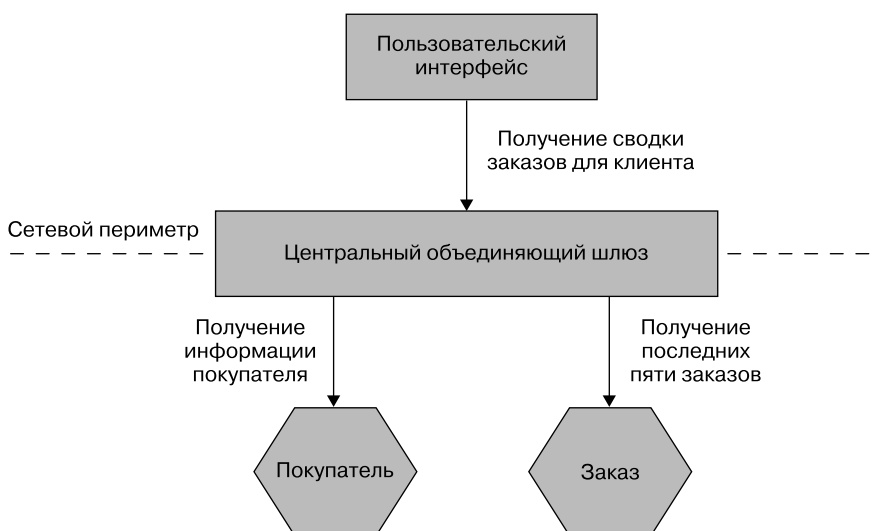 Пользовательский
интерфейс
Получение сводки
заказов для клиента
Сетевой периметр
Центральный объединяющий шлюз
Получение
информации
покупателя
Получение
последних
пяти заказов
Покупатель
Заказ